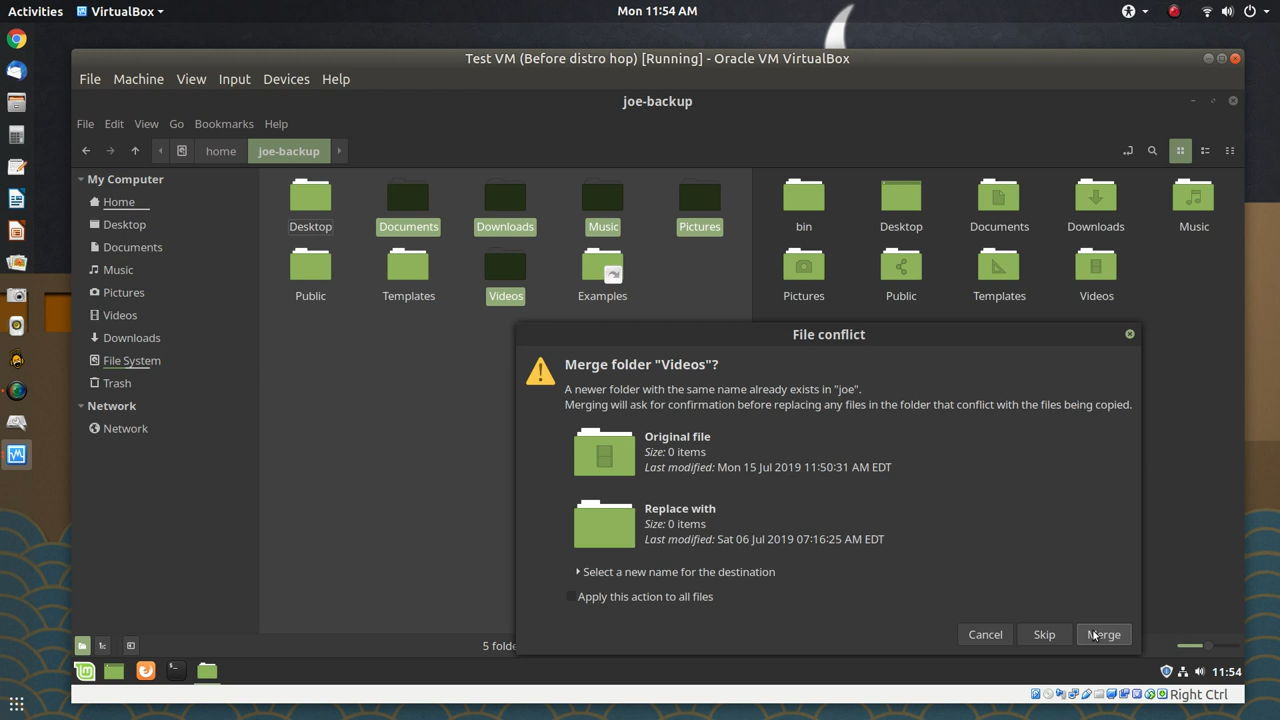 Activities VirtualBox Mon 11:54 AM
Test VM (Before distro hop) [Running] - Oracle VM VirtualBox
File Machine View Input Devices Help
joe-backup
File Edit View Go Bookmarks Help
home joe-backup
My Computer
Home
Desktop
Documents
Music
Pictures
Videos
Downloads
File System
Trash
Network
Network
Desktop Documents Downloads Music Pictures
Public Templates Videos Examples
bin Desktop Documents Downloads Music
Pictures Public Templates Videos
File conflict
Merge folder "Videos"?
A newer folder with the same name already exists in "joe".
Merging will ask for confirmation before replacing any files in the folder that conflict with the files being copied.
Original file
Size: 0 items
Last modified: Mon 15 Jul 2019 11:50:31 AM EDT
Replace with
Size: 0 items
Last modified: Sat 06 Jul 2019 07:16:25 AM EDT
Select a new name for the destination
Apply this action to all files
Cancel Skip Merge
5 folde
11:54
Right Ctrl